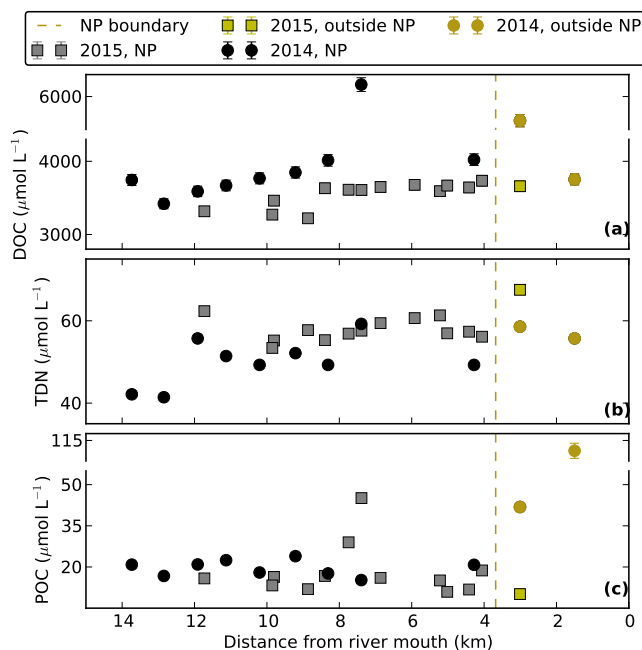 NP boundary
2015, outside NP
2014, outside NP
2015, NP
2014, NP
6000
4000
3000
DOC (μmol L⁻¹)
(a)
60
40
TDN (μmol L⁻¹)
(b)
115
50
35
20
POC (μmol L⁻¹)
(c)
14 12 10 8 6 4 2 0
Distance from river mouth (km)